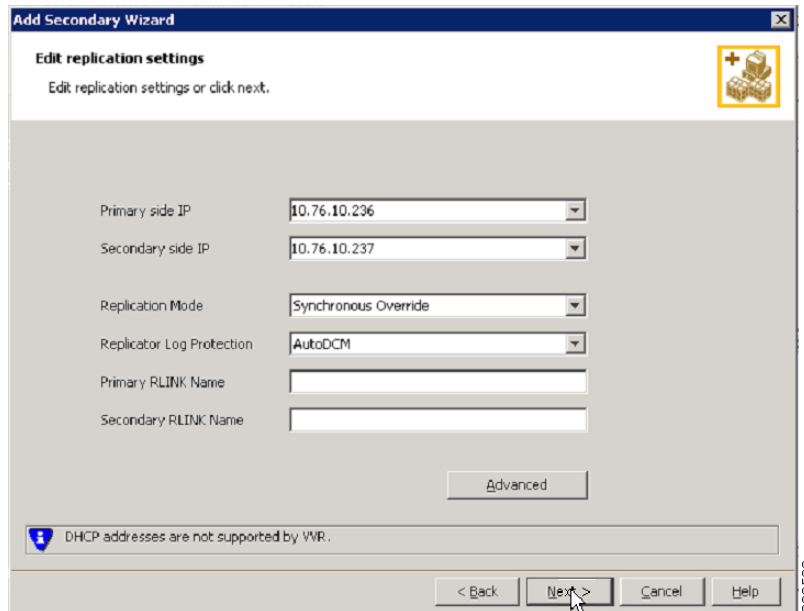 Add Secondary Wizard
Edit replication settings
Edit replication settings or click next.
Primary side IP 10.76.10.236
Secondary side IP 10.76.10.237
Replication Mode Synchronous Override
Replicator Log Protection AutoDCM
Primary RLINK Name
Secondary RLINK Name
Advanced
DHCP addresses are not supported by VVR.
< Back Next > Cancel Help